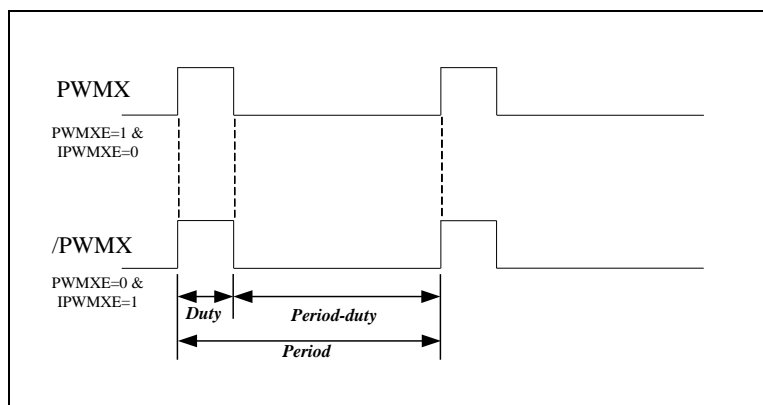 PWMX
PWMXE=1 &
IPWMXE=0
/PWMX
PWMXE=0 &
IPWMXE=1
Duty
Period-duty
Period